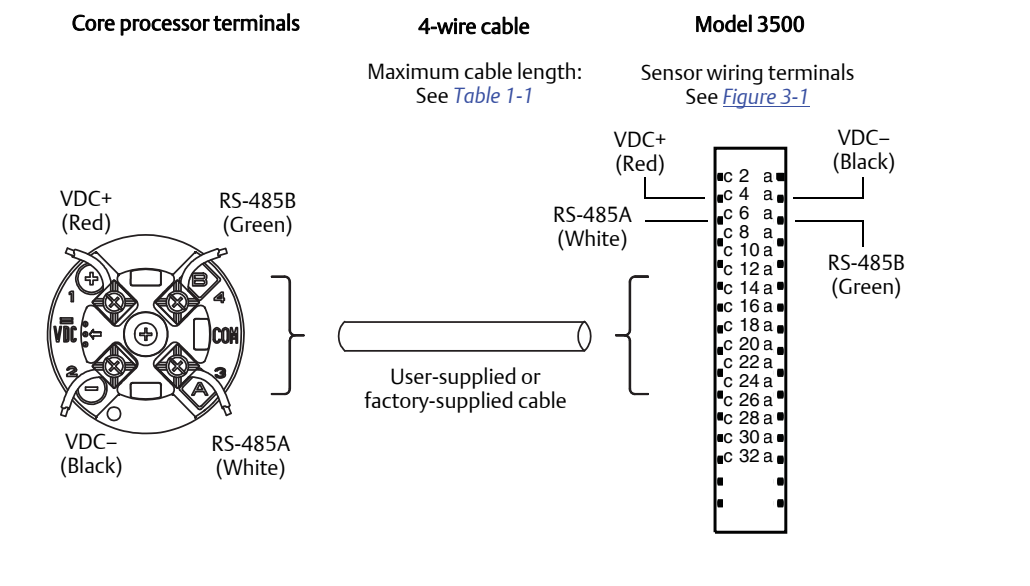 Core processor terminals
4-wire cable
Model 3500
Maximum cable length:
See Table 1-1
Sensor wiring terminals
See Figure 3-1
VDC+
(Red)
VDC–
(Black)
RS-485A
(White)
RS-485B
(Green)
c 2 a
c 4 a
c 6 a
c 8 a
c 10 a
c 12 a
c 14 a
c 16 a
c 18 a
c 20 a
c 22 a
c 24 a
c 26 a
c 28 a
c 30 a
c 32 a
VDC+
(Red)
RS-485B
(Green)
+
B
1
4
VDC
+
COM
2
3
–
A
VDC–
(Black)
RS-485A
(White)
User-supplied or
factory-supplied cable